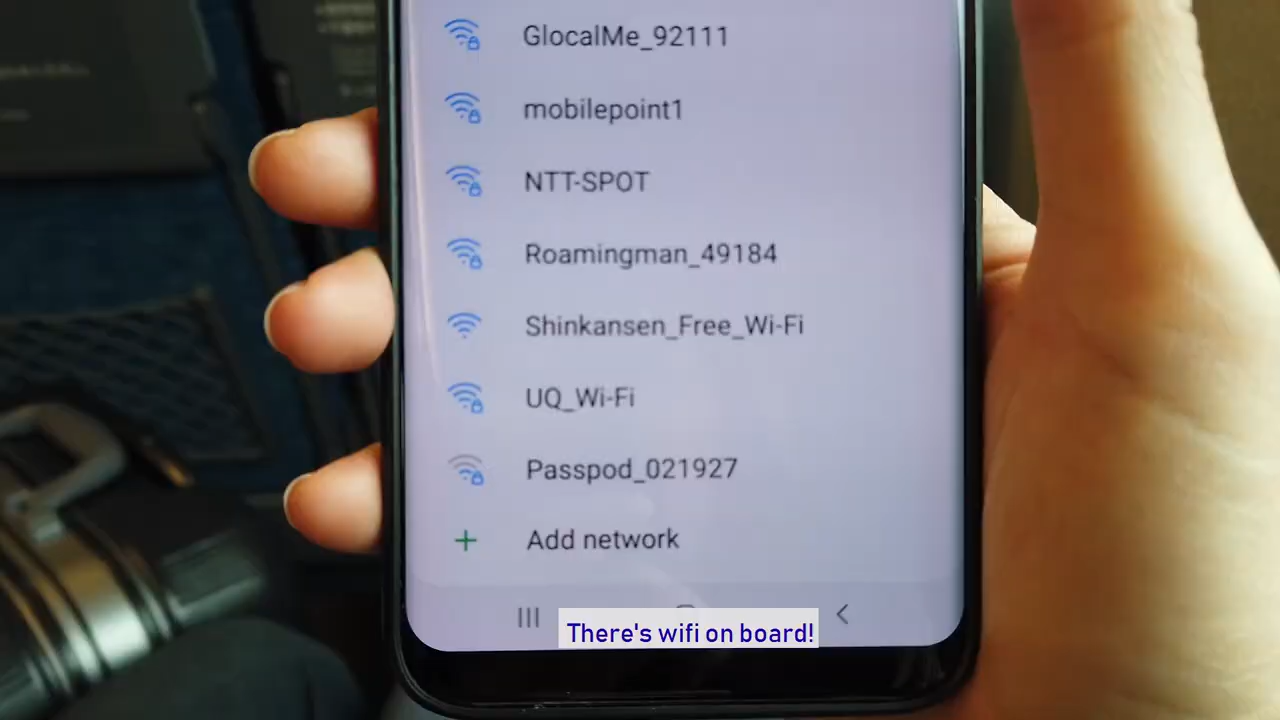 GlocalMe_92111
mobilepoint1
NTT-SPOT
Roamingman_49184
Shinkansen_Free_Wi-Fi
UQ_Wi-Fi
Passpod_021927
Add network
There's wifi on board!